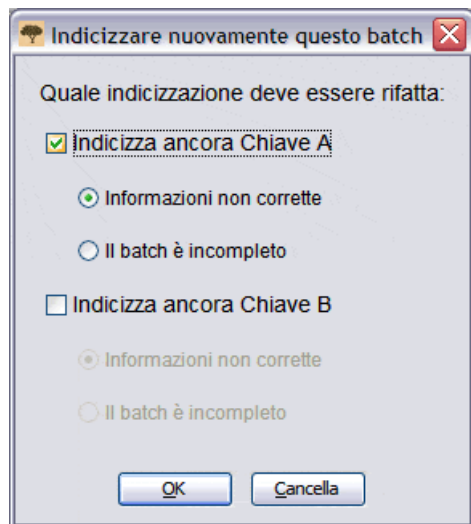 Indicizzare nuovamente questo batch
Quale indicizzazione deve essere rifatta:
Indicizza ancora Chiave A
Informazioni non corrette
Il batch è incompleto
Indicizza ancora Chiave B
Informazioni non corrette
Il batch è incompleto
OK Cancella